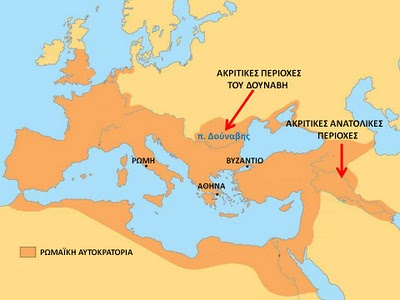 ΑΚΡΙΤΙΚΕΣ ΠΕΡΙΟΧΕΣ
ΤΟΥ ΔΟΥΝΑΒΗ
ΑΚΡΙΤΙΚΕΣ ΑΝΑΤΟΛΙΚΕΣ
ΠΕΡΙΟΧΕΣ
π. Δούναβης
ΡΩΜΗ
ΒΥΖΑΝΤΙΟ
ΑΘΗΝΑ
ΡΩΜΑΪΚΗ ΑΥΤΟΚΡΑΤΟΡΙΑ